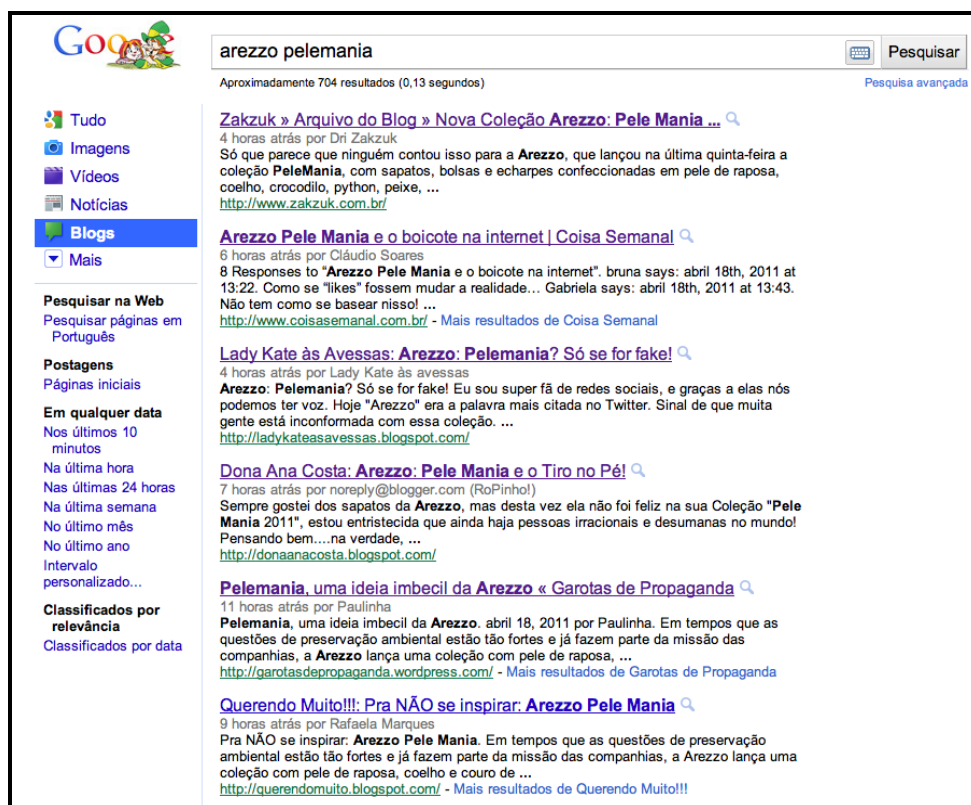 Google
arezzo pelemania
Pesquisar
Aproximadamente 704 resultados (0,13 segundos)
Pesquisa avançada
Tudo
Imagens
Vídeos
Notícias
Blogs
Mais
Pesquisar na Web
Pesquisar páginas em
Português
Postagens
Páginas iniciais
Em qualquer data
Nos últimos 10
minutos
Na última hora
Nas últimas 24 horas
Na última semana
No último mês
No último ano
Intervalo
personalizado...
Classificados por
relevância
Classificados por data
Zakzuk » Arquivo do Blog » Nova Coleção Arezzo: Pele Mania ...
4 horas atrás por Dri Zakzuk
Só que parece que ninguém contou isso para a Arezzo, que lançou na última quinta-feira a
coleção PeleMania, com sapatos, bolsas e echarpes confeccionadas em pele de raposa,
coelho, crocodilo, python, peixe, ...
http://www.zakzuk.com.br/
Arezzo Pele Mania e o boicote na internet | Coisa Semanal
6 horas atrás por Cláudio Soares
8 Responses to “Arezzo Pele Mania e o boicote na internet”. bruna says: abril 18th, 2011 at
13:22. Como se “likes” fossem mudar a realidade… Gabriela says: abril 18th, 2011 at 13:43.
Não tem como se basear nisso! ...
http://www.coisasemanal.com.br/ - Mais resultados de Coisa Semanal
Lady Kate às Avessas: Arezzo: Pelemania? Só se for fake!
4 horas atrás por Lady Kate às avessas
Arezzo: Pelemania? Só se for fake! Eu sou super fã de redes sociais, e graças a elas nós
podemos ter voz. Hoje "Arezzo" era a palavra mais citada no Twitter. Sinal de que muita
gente está inconformada com essa coleção. ...
http://ladykateasavessas.blogspot.com/
Dona Ana Costa: Arezzo: Pele Mania e o Tiro no Pé!
7 horas atrás por noreply@blogger.com (RoPinho!)
Sempre gostei dos sapatos da Arezzo, mas desta vez ela não foi feliz na sua Coleção "Pele
Mania 2011", estou entristecida que ainda haja pessoas irracionais e desumanas no mundo!
Pensando bem....na verdade, ...
http://donaanacosta.blogspot.com/
Pelemania, uma ideia imbecil da Arezzo « Garotas de Propaganda
11 horas atrás por Paulinha
Pelemania, uma ideia imbecil da Arezzo. abril 18, 2011 por Paulinha. Em tempos que as
questões de preservação ambiental estão tão fortes e já fazem parte da missão das
companhias, a Arezzo lança uma coleção com pele de raposa, ...
http://garotasdepropaganda.wordpress.com/ - Mais resultados de Garotas de Propaganda
Querendo Muito!!!: Pra NÃO se inspirar: Arezzo Pele Mania
9 horas atrás por Rafaela Marques
Pra NÃO se inspirar: Arezzo Pele Mania. Em tempos que as questões de preservação
ambiental estão tão fortes e já fazem parte da missão das companhias, a Arezzo lança uma
coleção com pele de raposa, coelho e couro de ...
http://querendomuito.blogspot.com/ - Mais resultados de Querendo Muito!!!